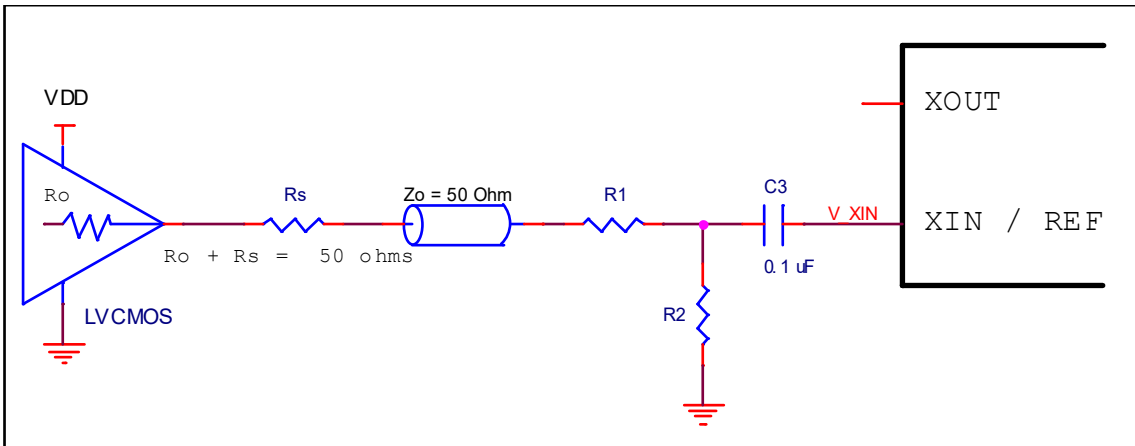 VDD
Ro
Rs
Zo = 50 Ohm
R1
C3
XOUT
V_XIN
XIN / REF
Ro + Rs = 50 ohms
0.1 uF
LVCMOS
R2